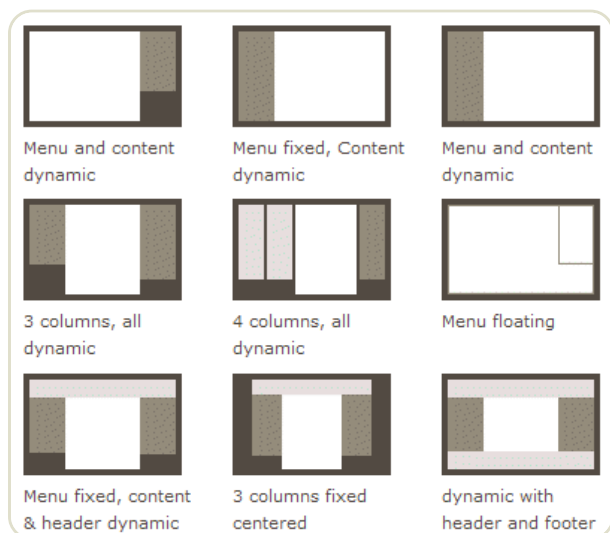 Menu and content
dynamic
Menu fixed, Content
dynamic
Menu and content
dynamic
3 columns, all
dynamic
4 columns, all
dynamic
Menu floating
Menu fixed, content
& header dynamic
3 columns fixed
centered
dynamic with
header and footer